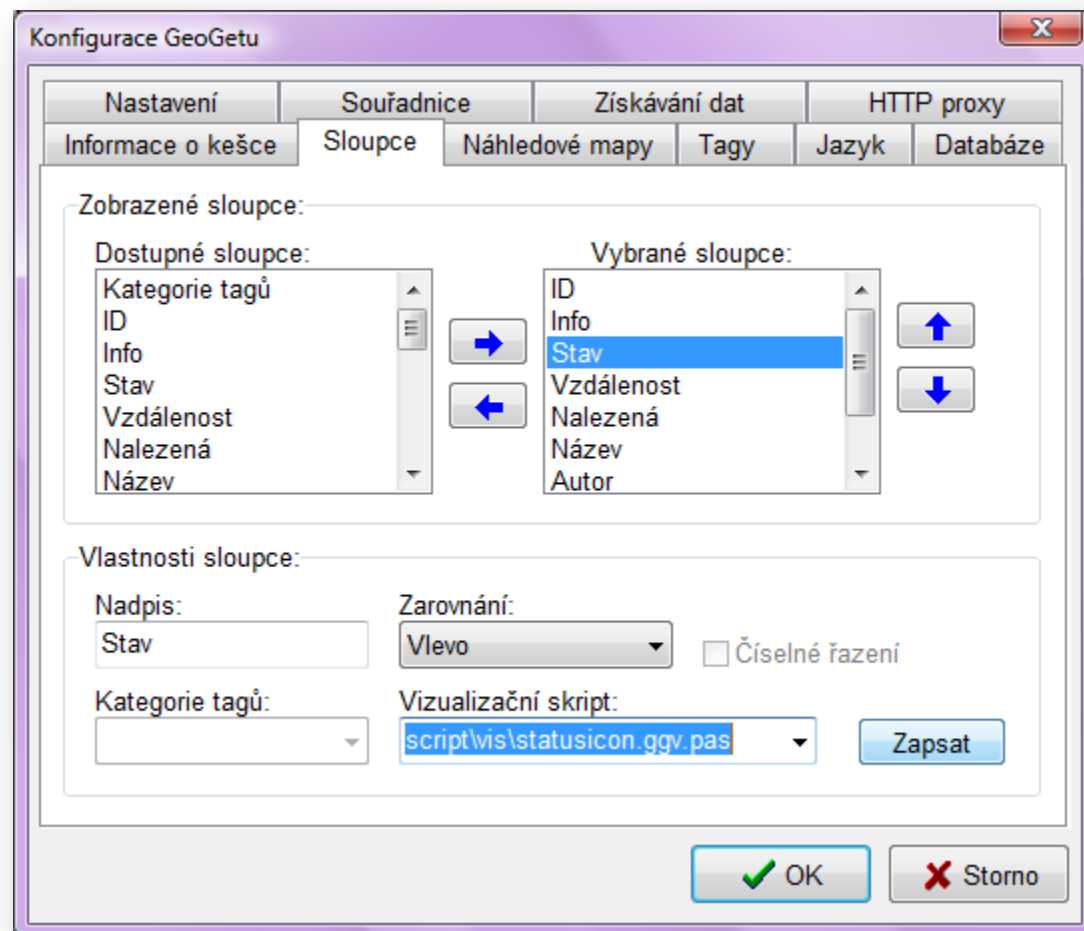 Konfigurace GeoGetu
Nastavení Souřadnice Získávání dat HTTP proxy
Informace o kešce Sloupce Náhledové mapy Tagy Jazyk Databáze
Zobrazené sloupce:
Dostupné sloupce: Vybrané sloupce:
Kategorie tagů ID
ID Info
Info Stav
Stav Vzdálenost
Vzdálenost Nalezená
Nalezená Název
Název Autor
Vlastnosti sloupce:
Nadpis: Zarovnání:
Stav Vlevo Číselné řazení
Kategorie tagů: Vizualizační skript:
script\vis\statusicon.ggv.pas Zapsat
OK Storno